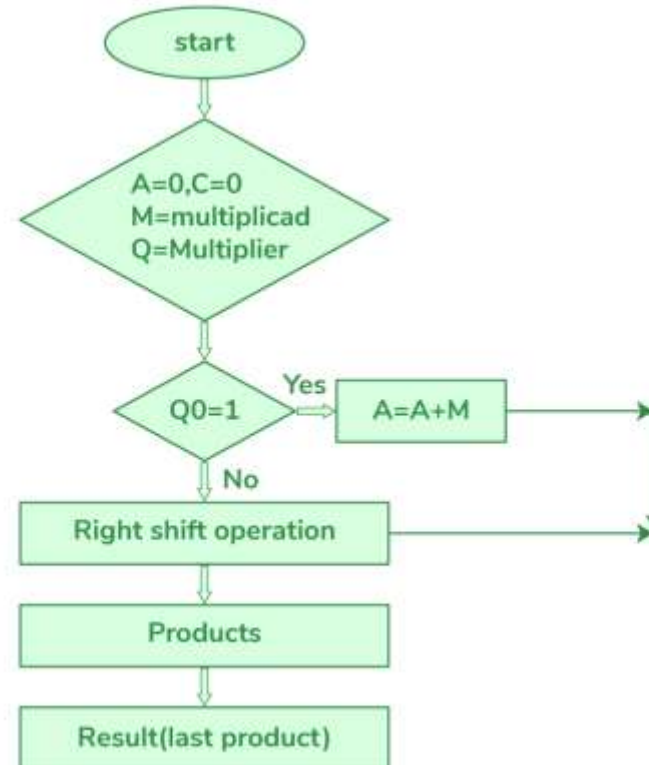 start
A=0,C=0
M=multiplicad
Q=Multiplier
Q0=1
Yes
A=A+M
No
Right shift operation
Products
Result(last product)